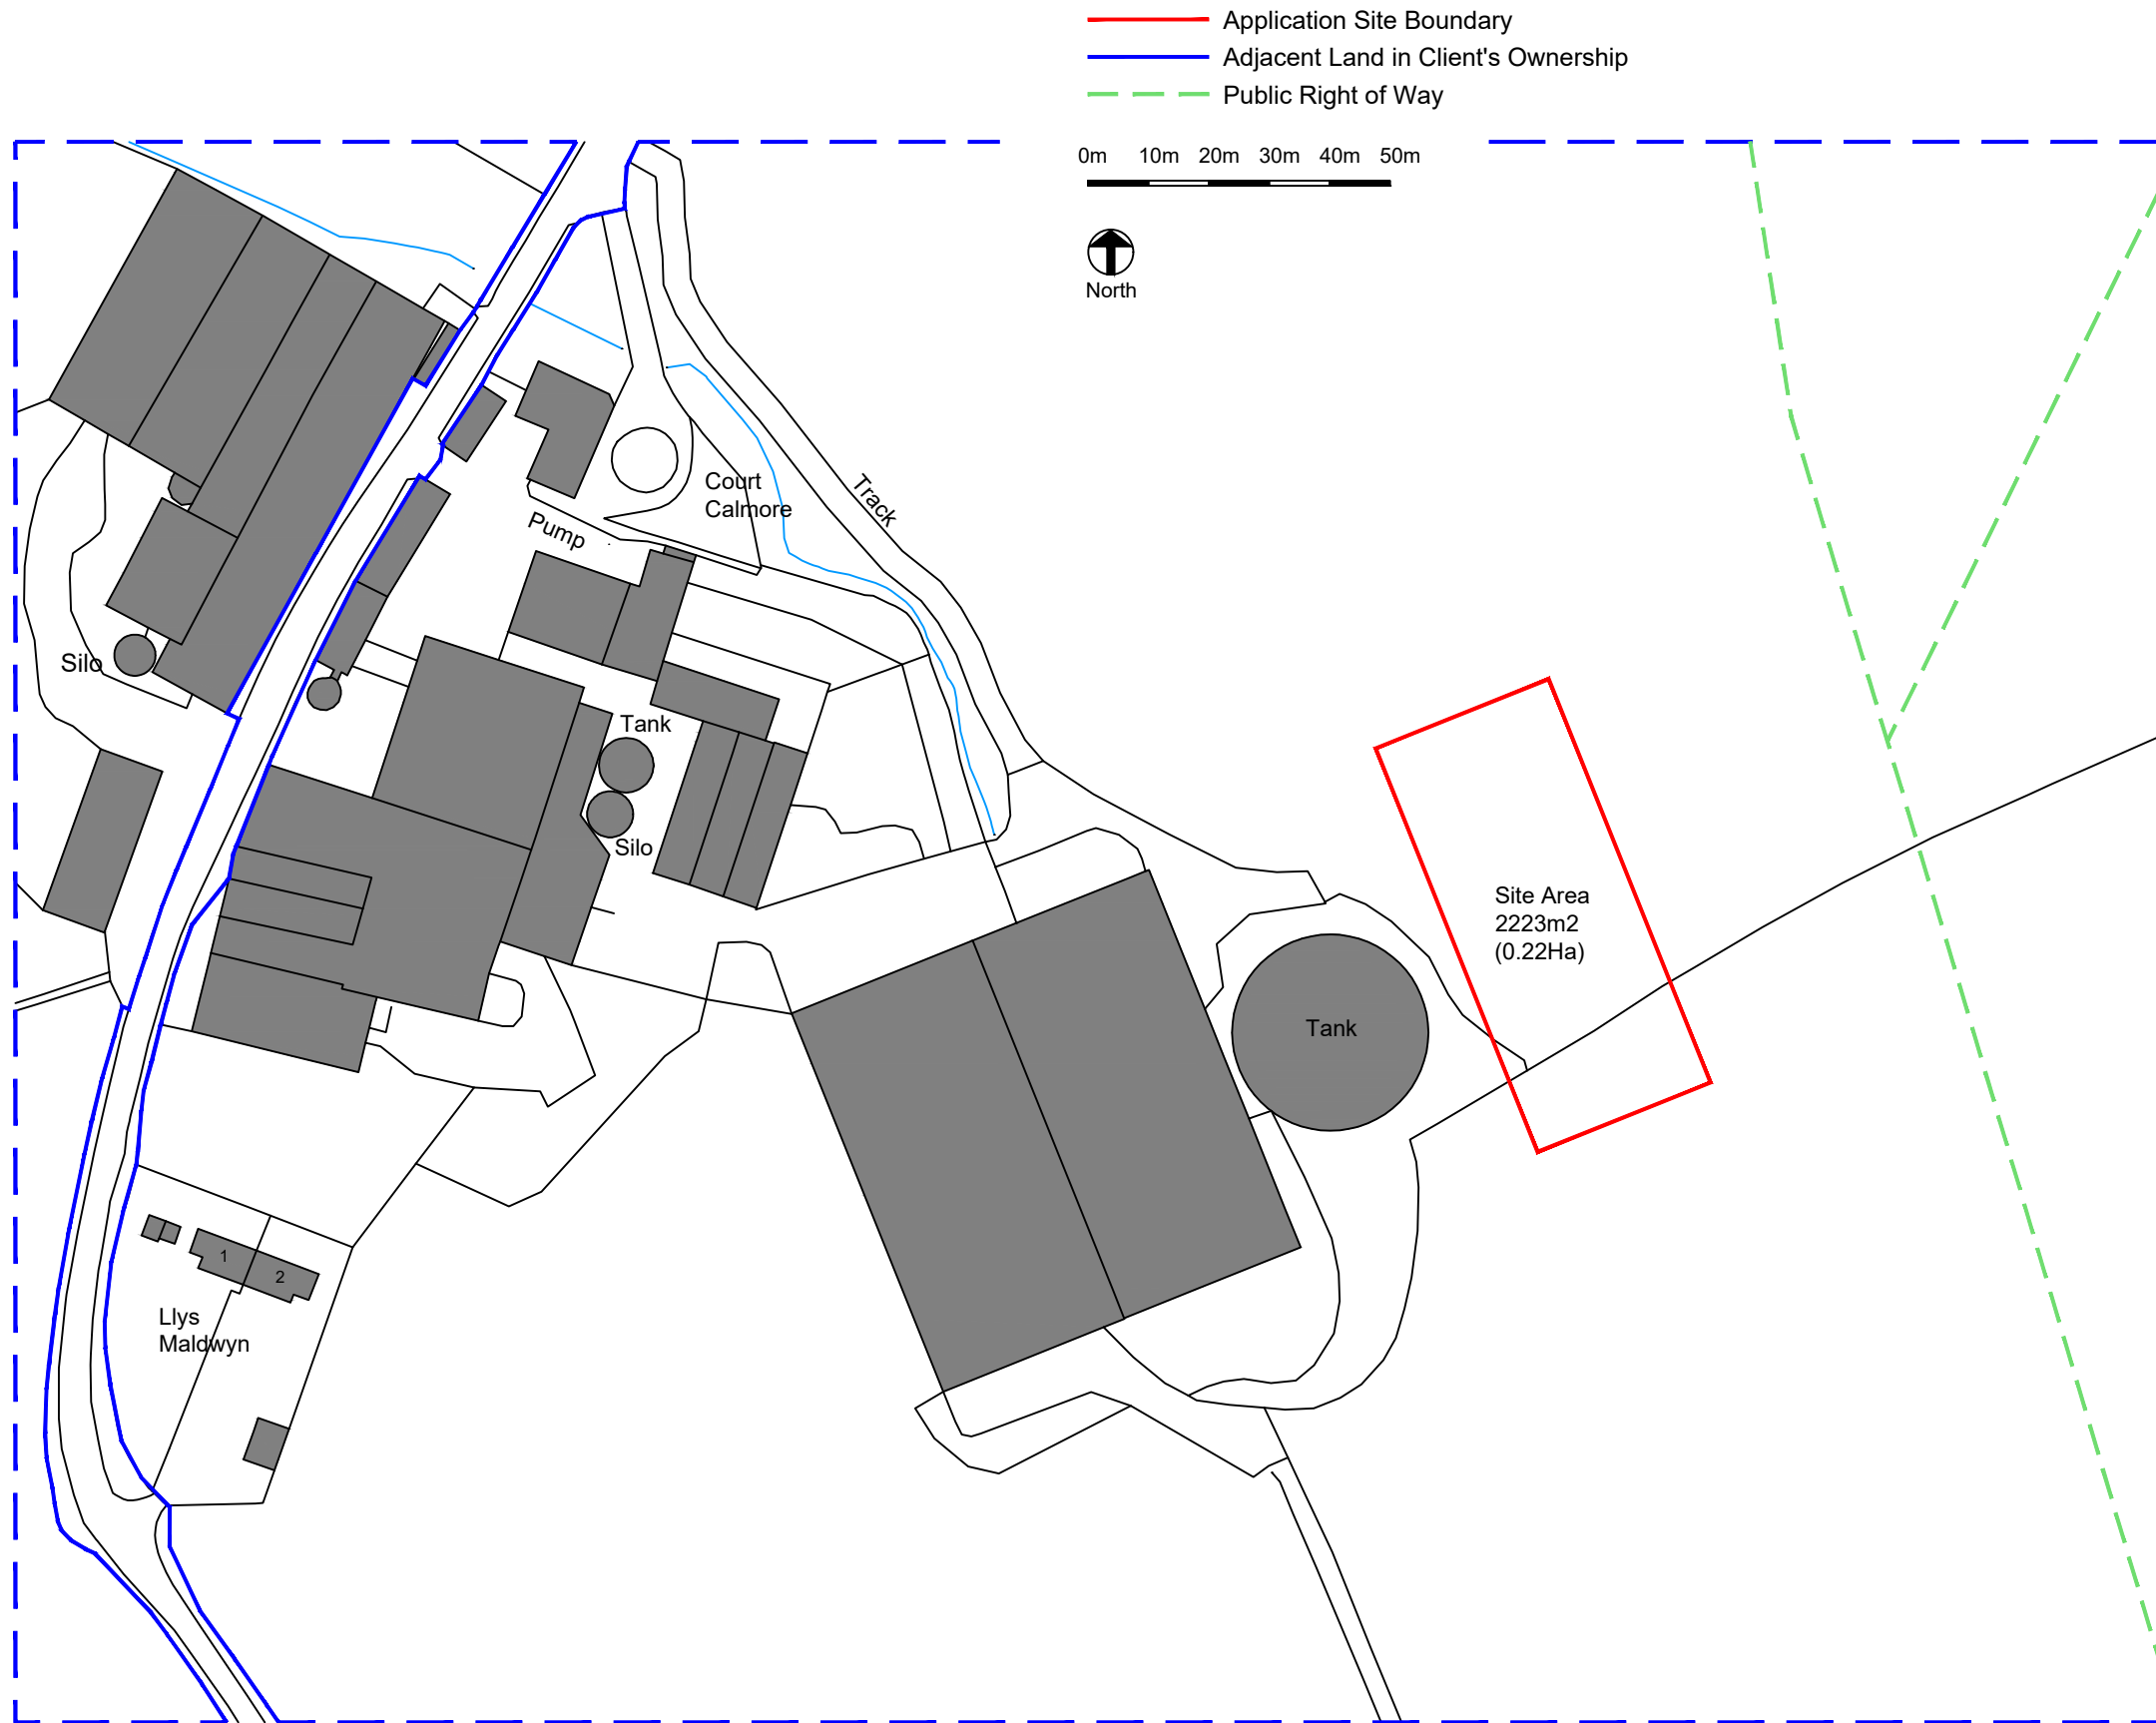 Application Site Boundary
Adjacent Land in Client's Ownership
Public Right of Way
0m 10m 20m 30m 40m 50m
North
Court
Calmore
Track
Pump
Silo
Tank
Silo
Site Area
2223m2
(0.22Ha)
Tank
1
2
Llys
Maldwyn